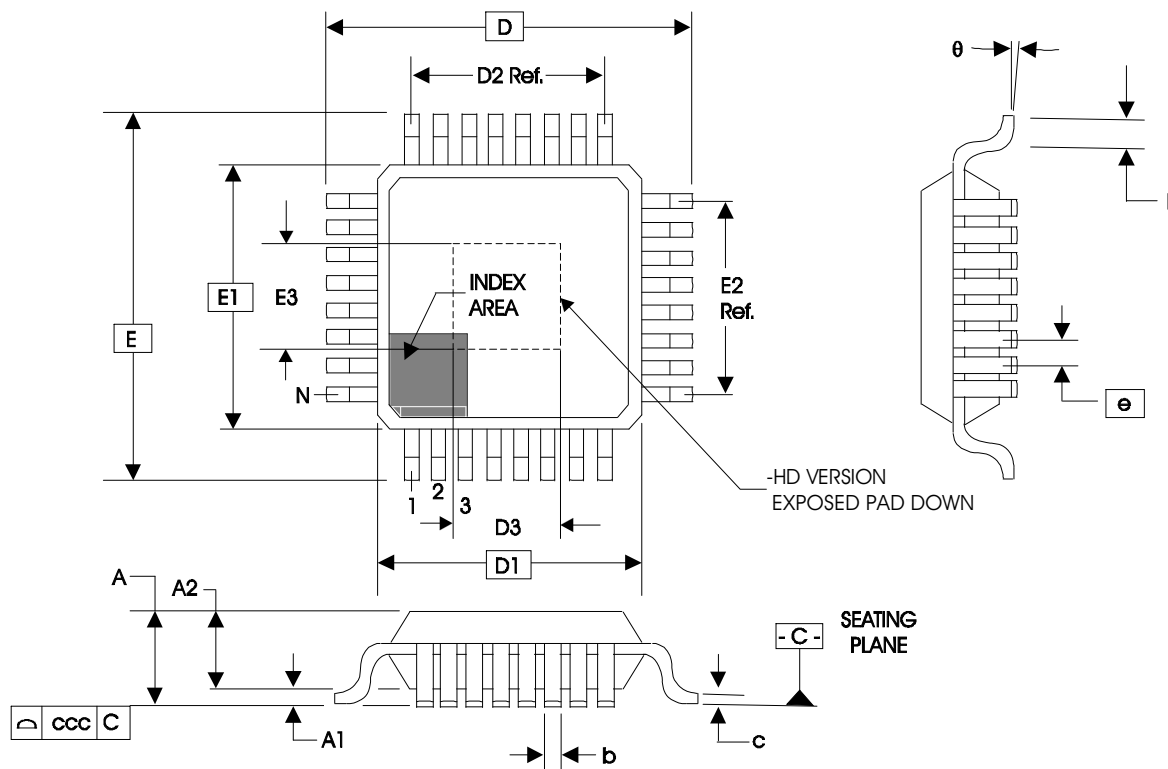 D
D2 Ref.
θ
INDEX
AREA
E1
E3
E2
Ref.
E
N
e
1
2
3
-HD VERSION
EXPOSED PAD DOWN
D3
D1
A
A2
SEATING
PLANE
- C -
ccc C
A1
b
c